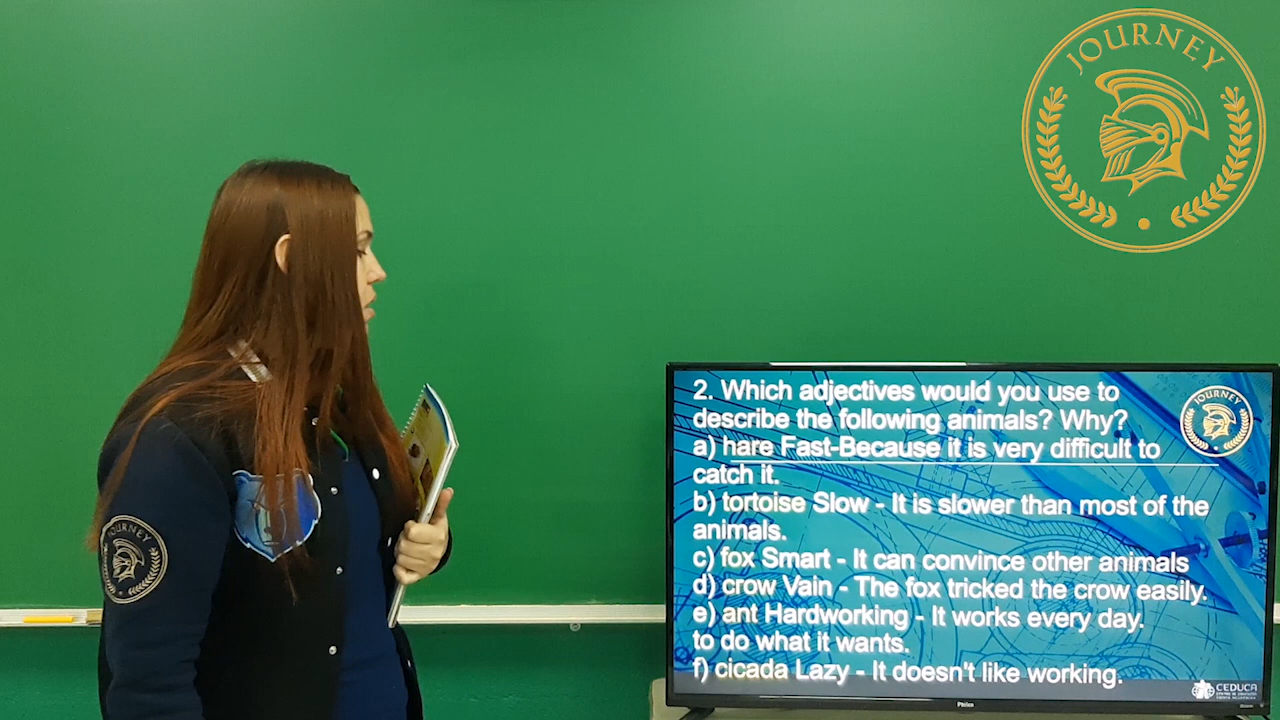 JOURNEY
2. Which adjectives would you use to
describe the following animals? Why?
a) hare Fast-Because it is very difficult to
catch it.
b) tortoise Slow - It is slower than most of the
animals.
c) fox Smart - It can convince other animals
d) crow Vain - The fox tricked the crow easily.
e) ant Hardworking - It works every day.
to do what it wants.
f) cicada Lazy - It doesn't like working.
JOURNEY
CEDUCA
Philco
JOURNEY